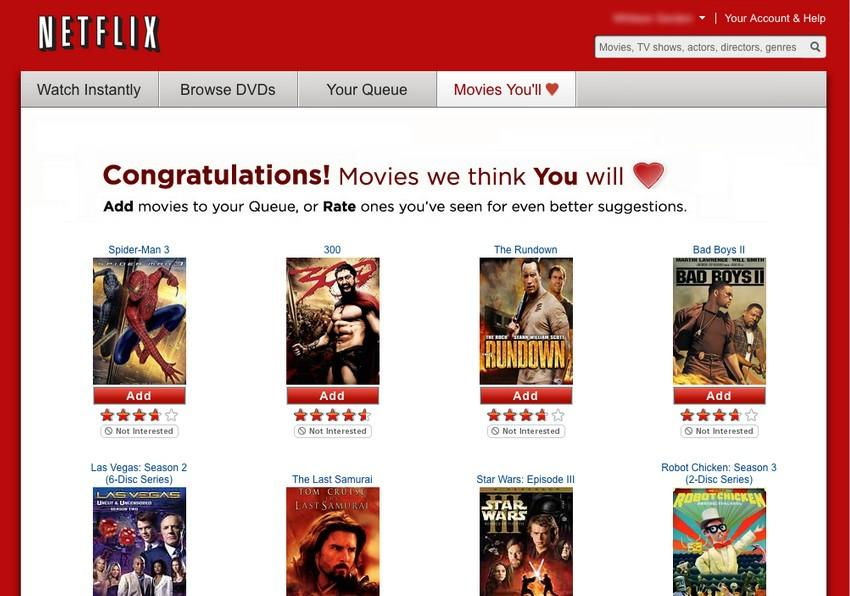 NETFLIX
Your Account & Help
Movies, TV shows, actors, directors, genres
Watch Instantly
Browse DVDs
Your Queue
Movies You'll
Congratulations! Movies we think You will
Add movies to your Queue, or Rate ones you've seen for even better suggestions.
Spider-Man 3
300
The Rundown
Bad Boys II
SPIDER-MAN 3
300
THE ROCK SEANN WILLIAM SCOTT
RUNDOWN
MARTIN LAWRENCE WILL SMITH
BAD BOYS II
Add
Add
Add
Add
Not Interested
Not Interested
Not Interested
Not Interested
Las Vegas: Season 2
(6-Disc Series)
The Last Samurai
Star Wars: Episode III
Robot Chicken: Season 3
(2-Disc Series)
LAS VEGAS
UNCUT & UNCENSORED
SEASON TWO
TOM CRUISE
THE
LAST SAMURAI
STAR WARS
III
ROBOT CHICKEN